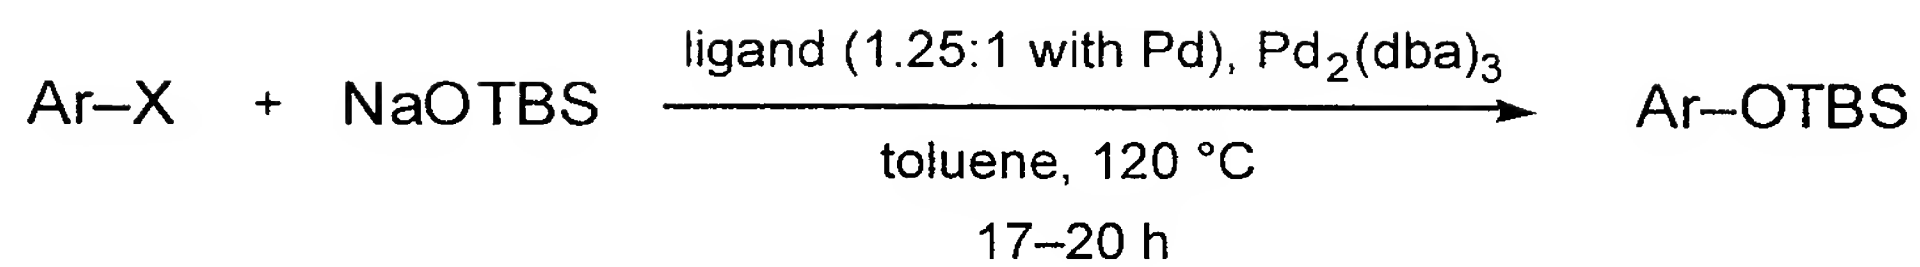 ligand (1.25:1 with Pd), Pd2(dba)3
Ar–X + NaOTBS Ar–OTBS
toluene, 120 °C
17–20 h